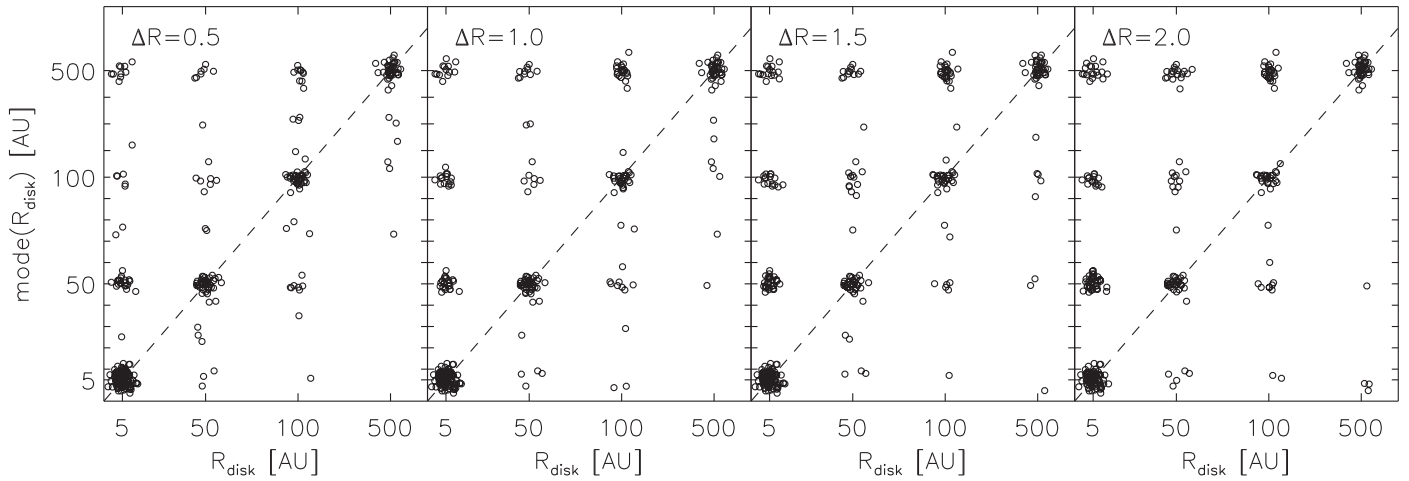 ΔR=0.5 ΔR=1.0 ΔR=1.5 ΔR=2.0
500
100
50
5
mode(R_disk) [AU]
5 50 100 500 5 50 100 500 5 50 100 500 5 50 100 500
R_disk [AU] R_disk [AU] R_disk [AU] R_disk [AU]